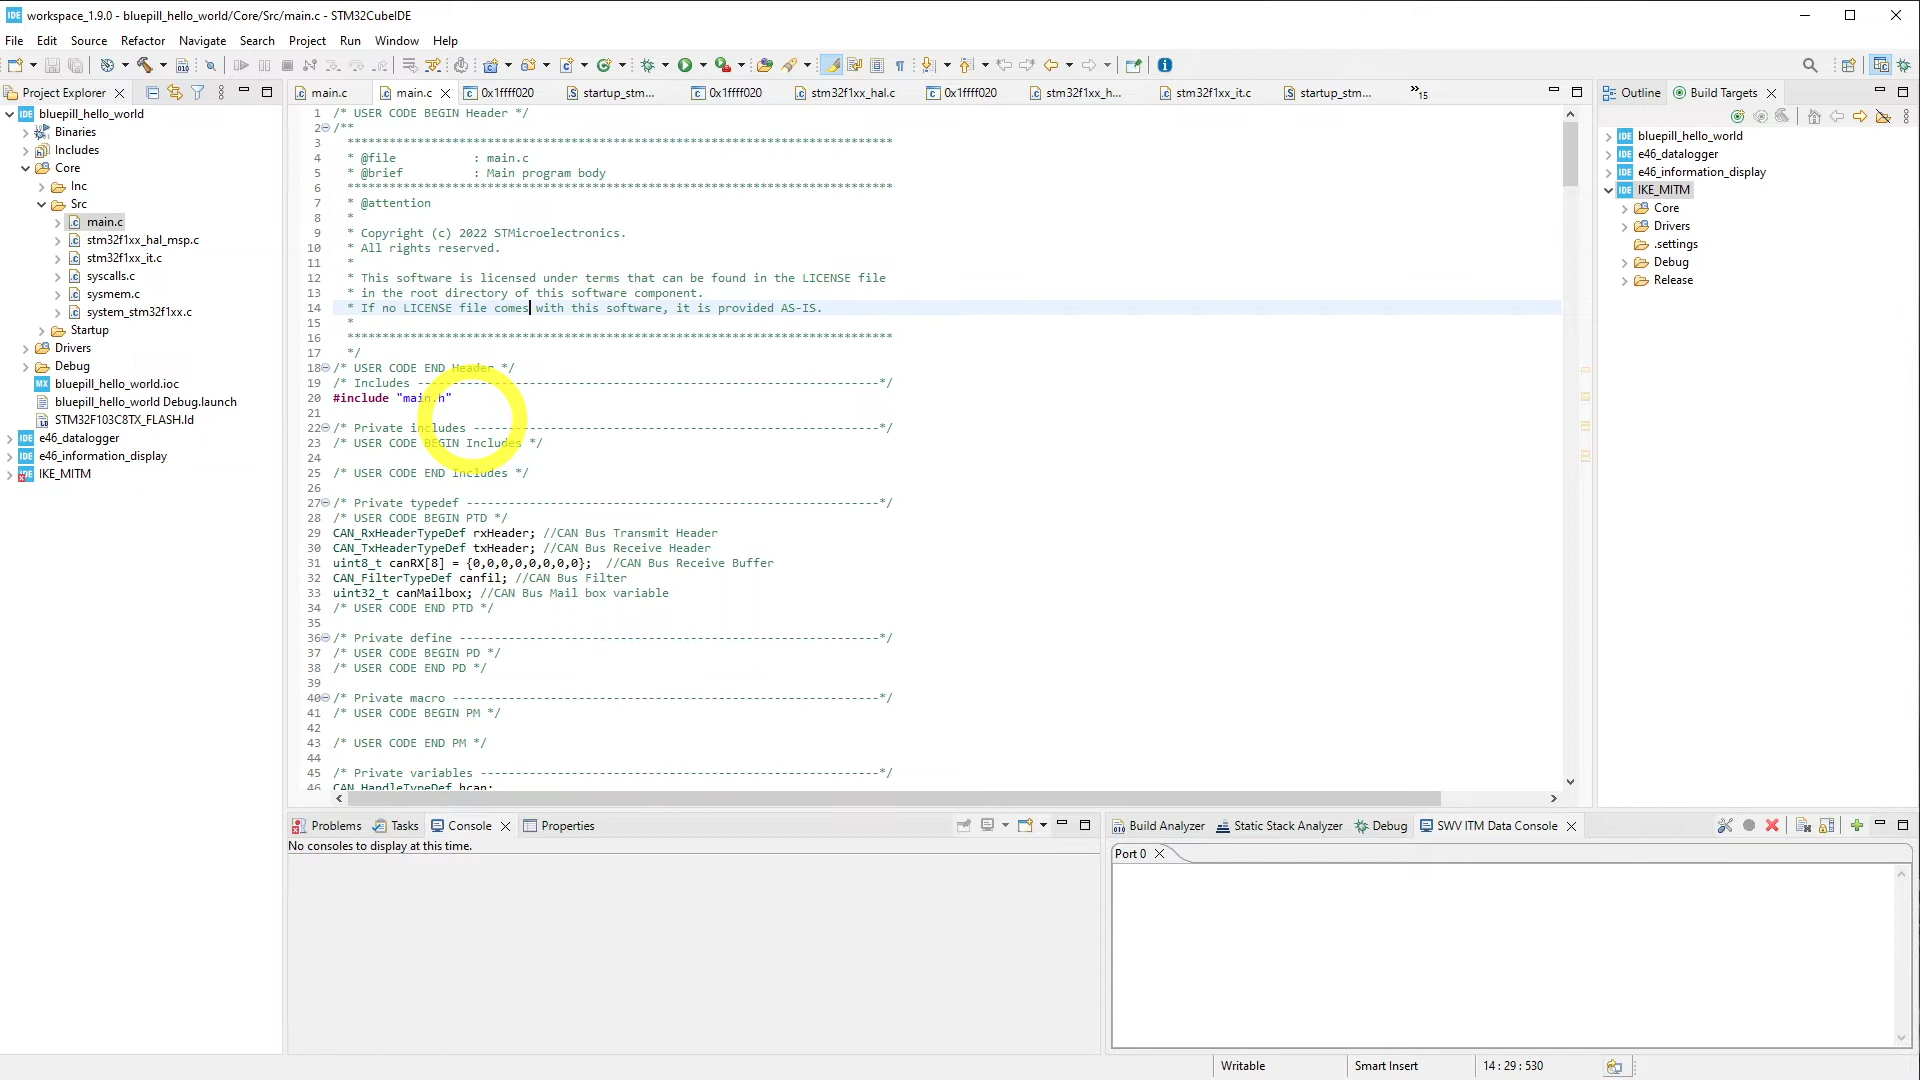 workspace_1.9.0 - bluepill_hello_world/Core/Src/main.c - STM32CubeIDE
File Edit Source Refactor Navigate Search Project Run Window Help
Project Explorer
bluepill_hello_world
Binaries
Includes
Core
Inc
Src
main.c
stm32f1xx_hal_msp.c
stm32f1xx_it.c
syscalls.c
sysmem.c
system_stm32f1xx.c
Startup
Drivers
Debug
bluepill_hello_world.ioc
bluepill_hello_world Debug.launch
STM32F103C8TX_FLASH.ld
e46_datalogger
e46_information_display
IKE_MITM
main.c main.c 0x1ffff020 startup_stm... 0x1ffff020 stm32f1xx_hal.c 0x1ffff020 stm32f1xx_h... stm32f1xx_it.c startup_stm... »15
1 /* USER CODE BEGIN Header */
2 /**
3 ******************************************************************************
4 * @file : main.c
5 * @brief : Main program body
6 ******************************************************************************
7 * @attention
8 *
9 * Copyright (c) 2022 STMicroelectronics.
10 * All rights reserved.
11 *
12 * This software is licensed under terms that can be found in the LICENSE file
13 * in the root directory of this software component.
14 * If no LICENSE file comes with this software, it is provided AS-IS.
15 *
16 ******************************************************************************
17 */
18 /* USER CODE END Header */
19 /* Includes ------------------------------------------------------------------*/
20 #include "main.h"
21
22 /* Private includes ----------------------------------------------------------*/
23 /* USER CODE BEGIN Includes */
24
25 /* USER CODE END Includes */
26
27 /* Private typedef -----------------------------------------------------------*/
28 /* USER CODE BEGIN PTD */
29 CAN_RxHeaderTypeDef rxHeader; //CAN Bus Transmit Header
30 CAN_TxHeaderTypeDef txHeader; //CAN Bus Receive Header
31 uint8_t canRX[8] = {0,0,0,0,0,0,0,0}; //CAN Bus Receive Buffer
32 CAN_FilterTypeDef canfil; //CAN Bus Filter
33 uint32_t canMailbox; //CAN Bus Mail box variable
34 /* USER CODE END PTD */
35
36 /* Private define ------------------------------------------------------------*/
37 /* USER CODE BEGIN PD */
38 /* USER CODE END PD */
39
40 /* Private macro -------------------------------------------------------------*/
41 /* USER CODE BEGIN PM */
42
43 /* USER CODE END PM */
44
45 /* Private variables ---------------------------------------------------------*/
46 CAN_HandleTypeDef hcan;
Outline Build Targets
bluepill_hello_world
e46_datalogger
e46_information_display
IKE_MITM
Core
Drivers
.settings
Debug
Release
Problems Tasks Console Properties
No consoles to display at this time.
Build Analyzer Static Stack Analyzer Debug SWV ITM Data Console
Port 0
Writable Smart Insert 14 : 29 : 530